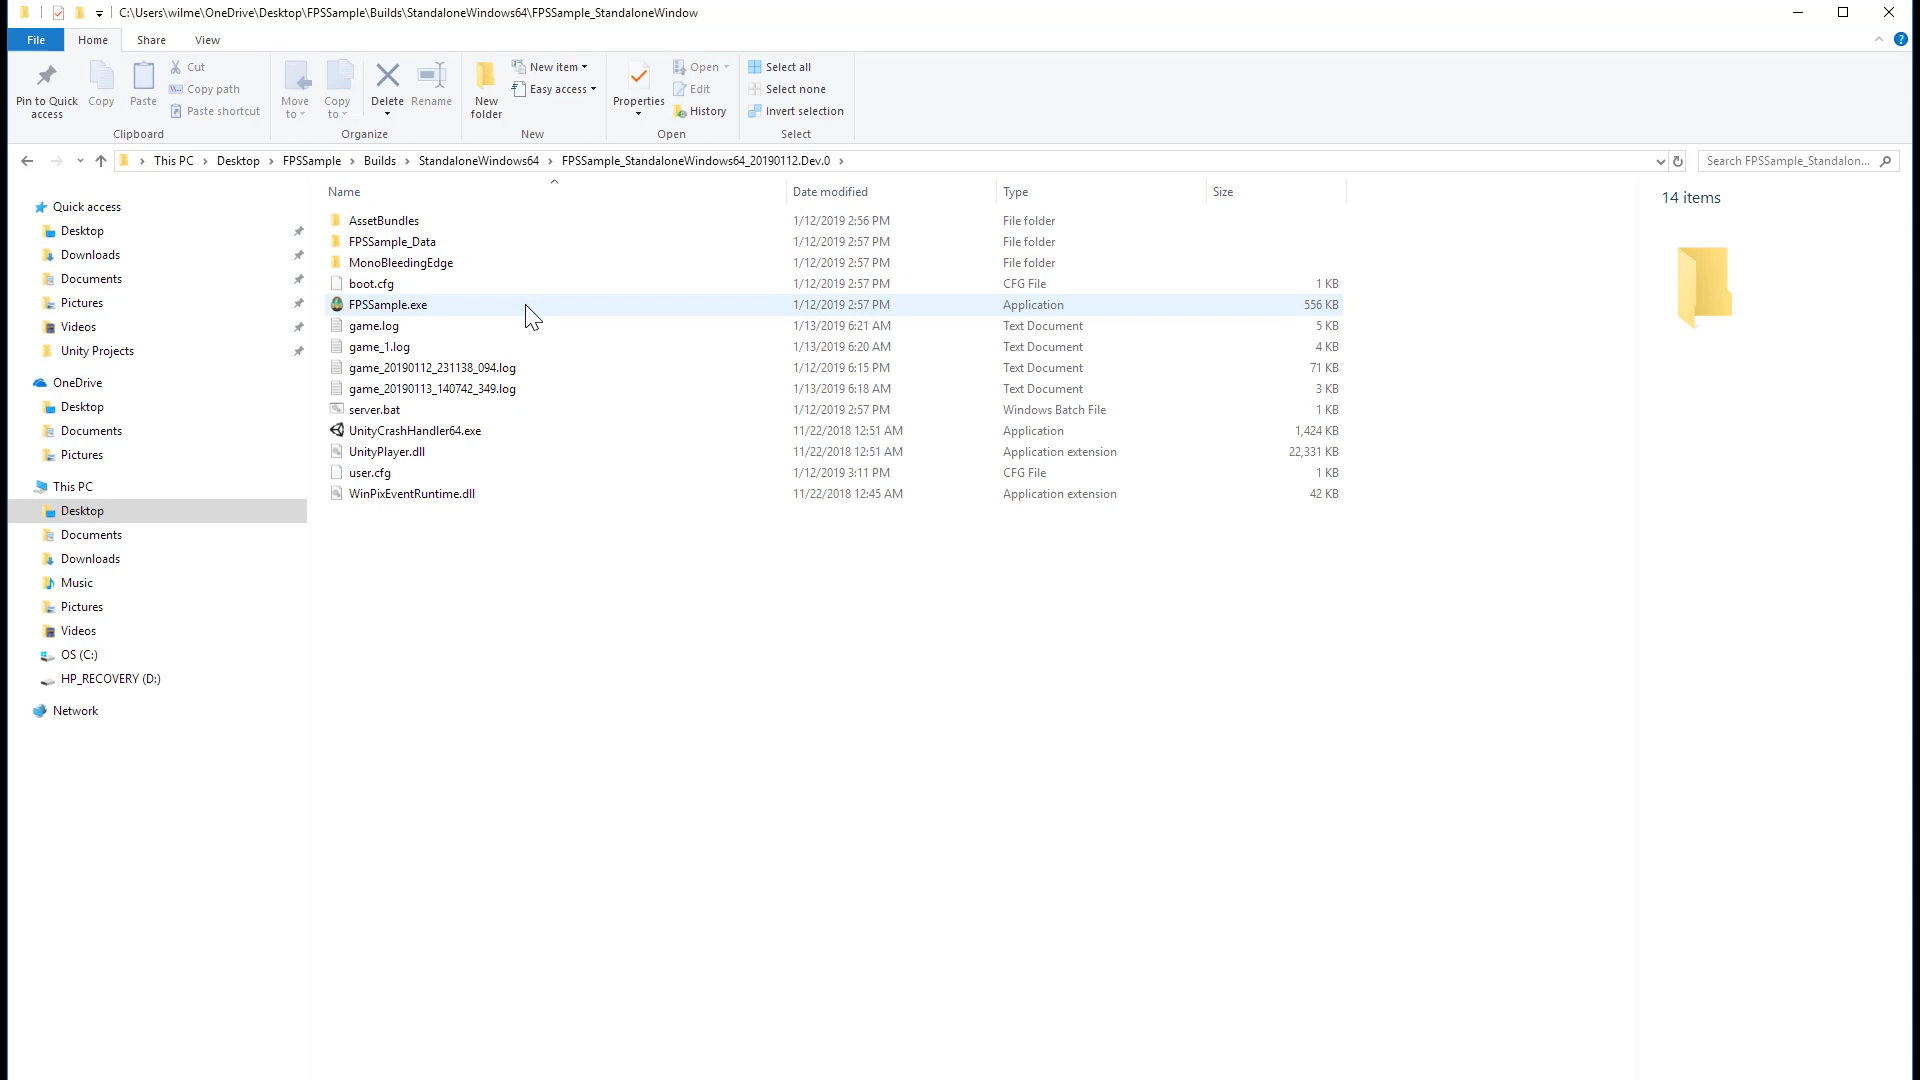 C:\Users\wilme\OneDrive\Desktop\FPSSample\Builds\StandaloneWindows64\FPSSample_StandaloneWindow
File Home Share View
Pin to Quick access
Copy
Paste
Cut
Copy path
Paste shortcut
Clipboard
Move to
Copy to
Delete
Rename
Organize
New folder
New item
Easy access
New
Properties
Open
Edit
History
Open
Select all
Select none
Invert selection
Select
This PC Desktop FPSSample Builds StandaloneWindows64 FPSSample_StandaloneWindows64_20190112.Dev.0
Search FPSSample_Standalon...
Quick access
Desktop
Downloads
Documents
Pictures
Videos
Unity Projects
OneDrive
Desktop
Documents
Pictures
This PC
Desktop
Documents
Downloads
Music
Pictures
Videos
OS (C:)
HP_RECOVERY (D:)
Network
Name Date modified Type Size
AssetBundles 1/12/2019 2:56 PM File folder
FPSSample_Data 1/12/2019 2:57 PM File folder
MonoBleedingEdge 1/12/2019 2:57 PM File folder
boot.cfg 1/12/2019 2:57 PM CFG File 1 KB
FPSSample.exe 1/12/2019 2:57 PM Application 556 KB
game.log 1/13/2019 6:21 AM Text Document 5 KB
game_1.log 1/13/2019 6:20 AM Text Document 4 KB
game_20190112_231138_094.log 1/12/2019 6:15 PM Text Document 71 KB
game_20190113_140742_349.log 1/13/2019 6:18 AM Text Document 3 KB
server.bat 1/12/2019 2:57 PM Windows Batch File 1 KB
UnityCrashHandler64.exe 11/22/2018 12:51 AM Application 1,424 KB
UnityPlayer.dll 11/22/2018 12:51 AM Application extension 22,331 KB
user.cfg 1/12/2019 3:11 PM CFG File 1 KB
WinPixEventRuntime.dll 11/22/2018 12:45 AM Application extension 42 KB
14 items